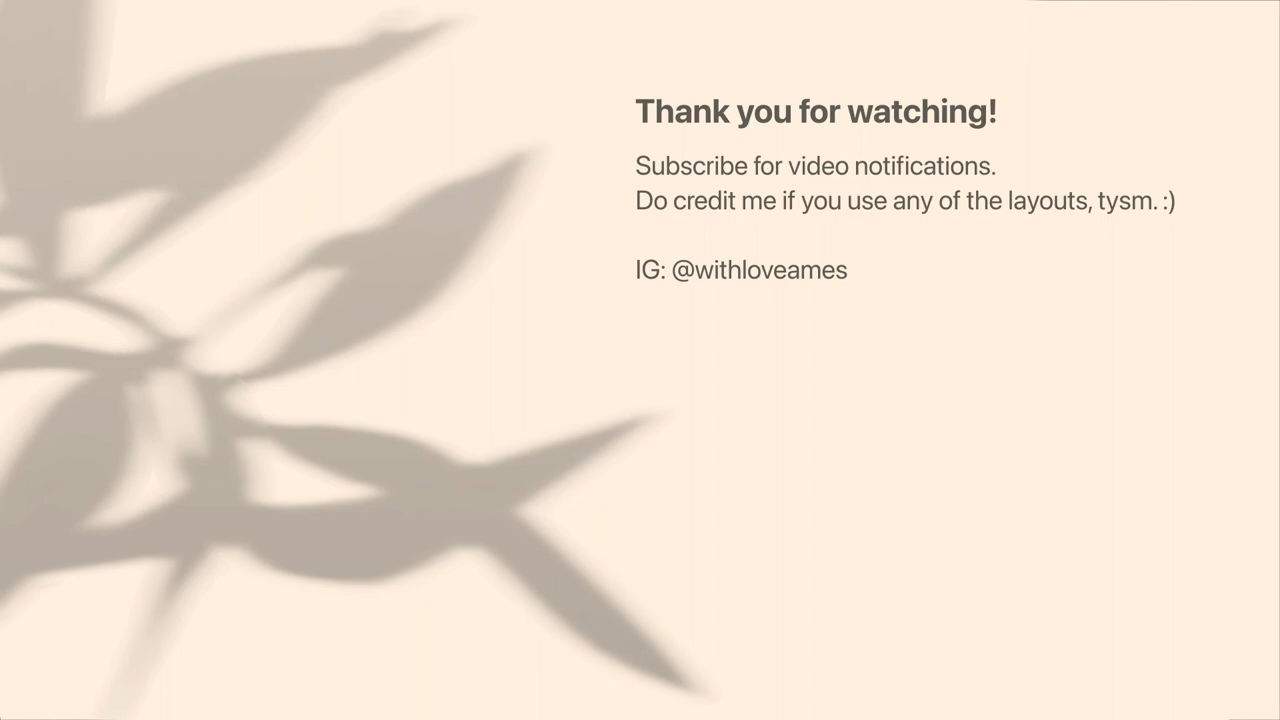 Thank you for watching!
Subscribe for video notifications.
Do credit me if you use any of the layouts, tysm. :)
IG: @withloveames